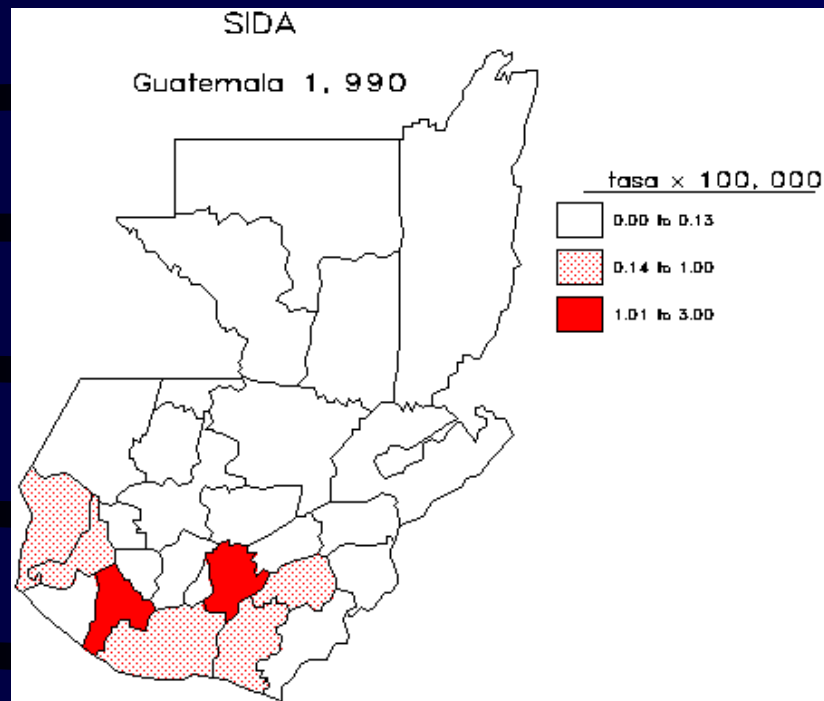 SIDA
Guatemala 1,990
tasa x 100,000
0.00 to 0.13
0.14 to 1.00
1.01 to 3.00